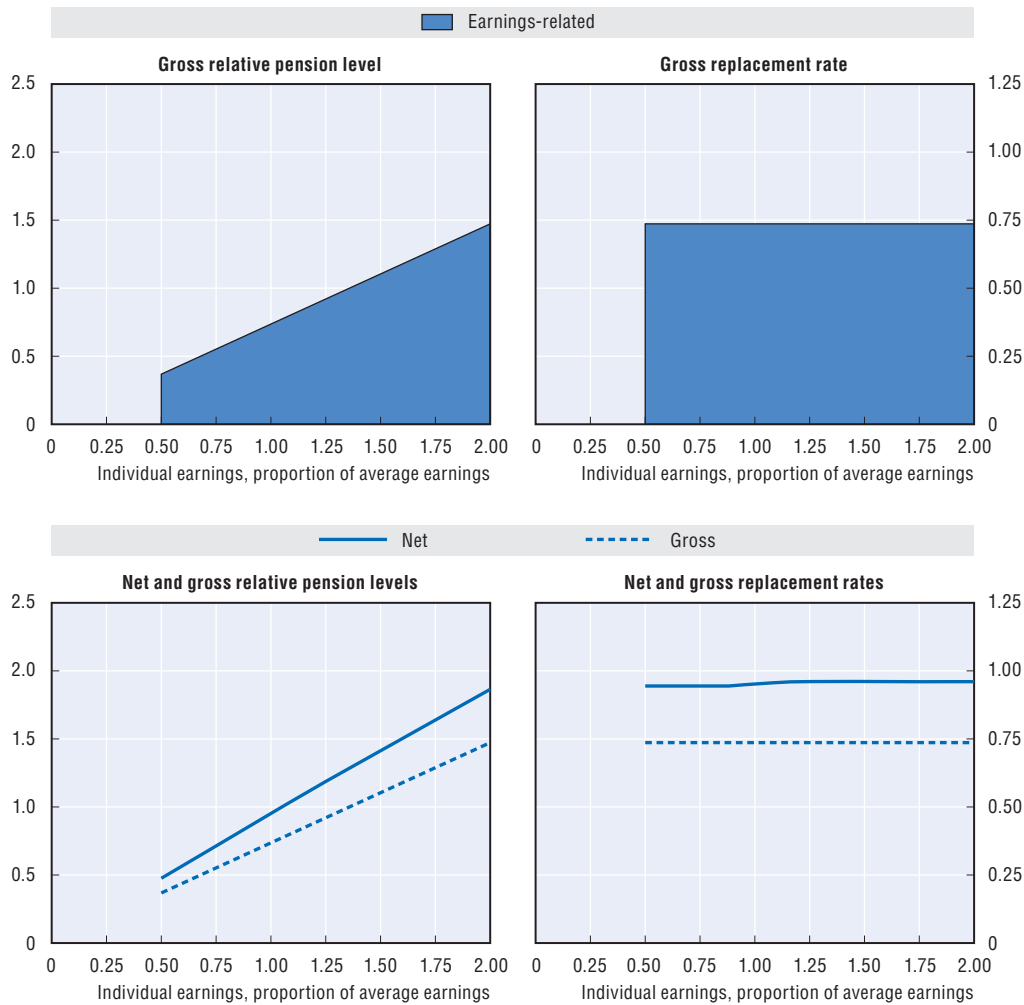 Earnings-related
Gross relative pension level
Gross replacement rate
2.5
2.0
1.5
1.0
0.5
0
1.25
1.00
0.75
0.50
0.25
0
0 0.25 0.50 0.75 1.00 1.25 1.50 1.75 2.00
Individual earnings, proportion of average earnings
0 0.25 0.50 0.75 1.00 1.25 1.50 1.75 2.00
Individual earnings, proportion of average earnings
Net Gross
Net and gross relative pension levels
Net and gross replacement rates
2.5
2.0
1.5
1.0
0.5
0
1.25
1.00
0.75
0.50
0.25
0
0 0.25 0.50 0.75 1.00 1.25 1.50 1.75 2.00
Individual earnings, proportion of average earnings
0 0.25 0.50 0.75 1.00 1.25 1.50 1.75 2.00
Individual earnings, proportion of average earnings